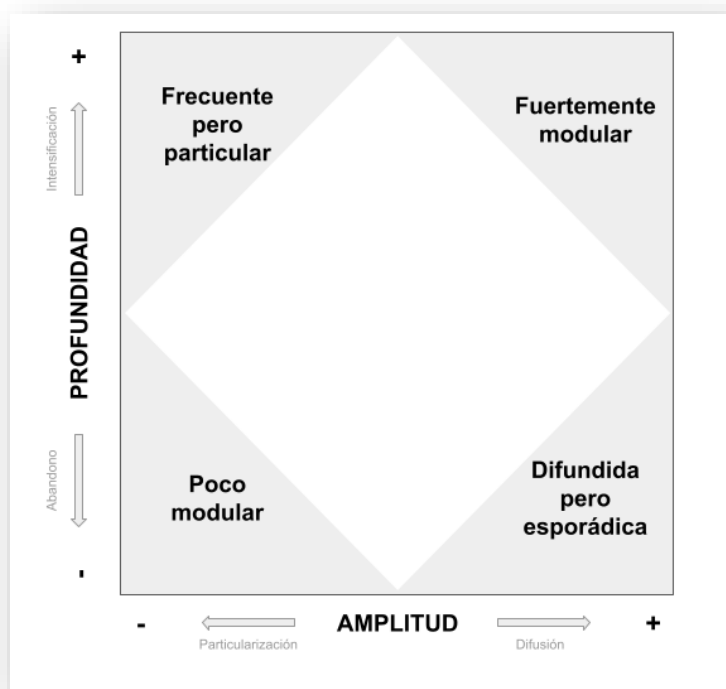 +
Frecuente
pero
particular
Fuertemente
modular
Intensificación
PROFUNDIDAD
Abandono
Poco
modular
Difundida
pero
esporádica
-
-
Particularización
AMPLITUD
Difusión
+